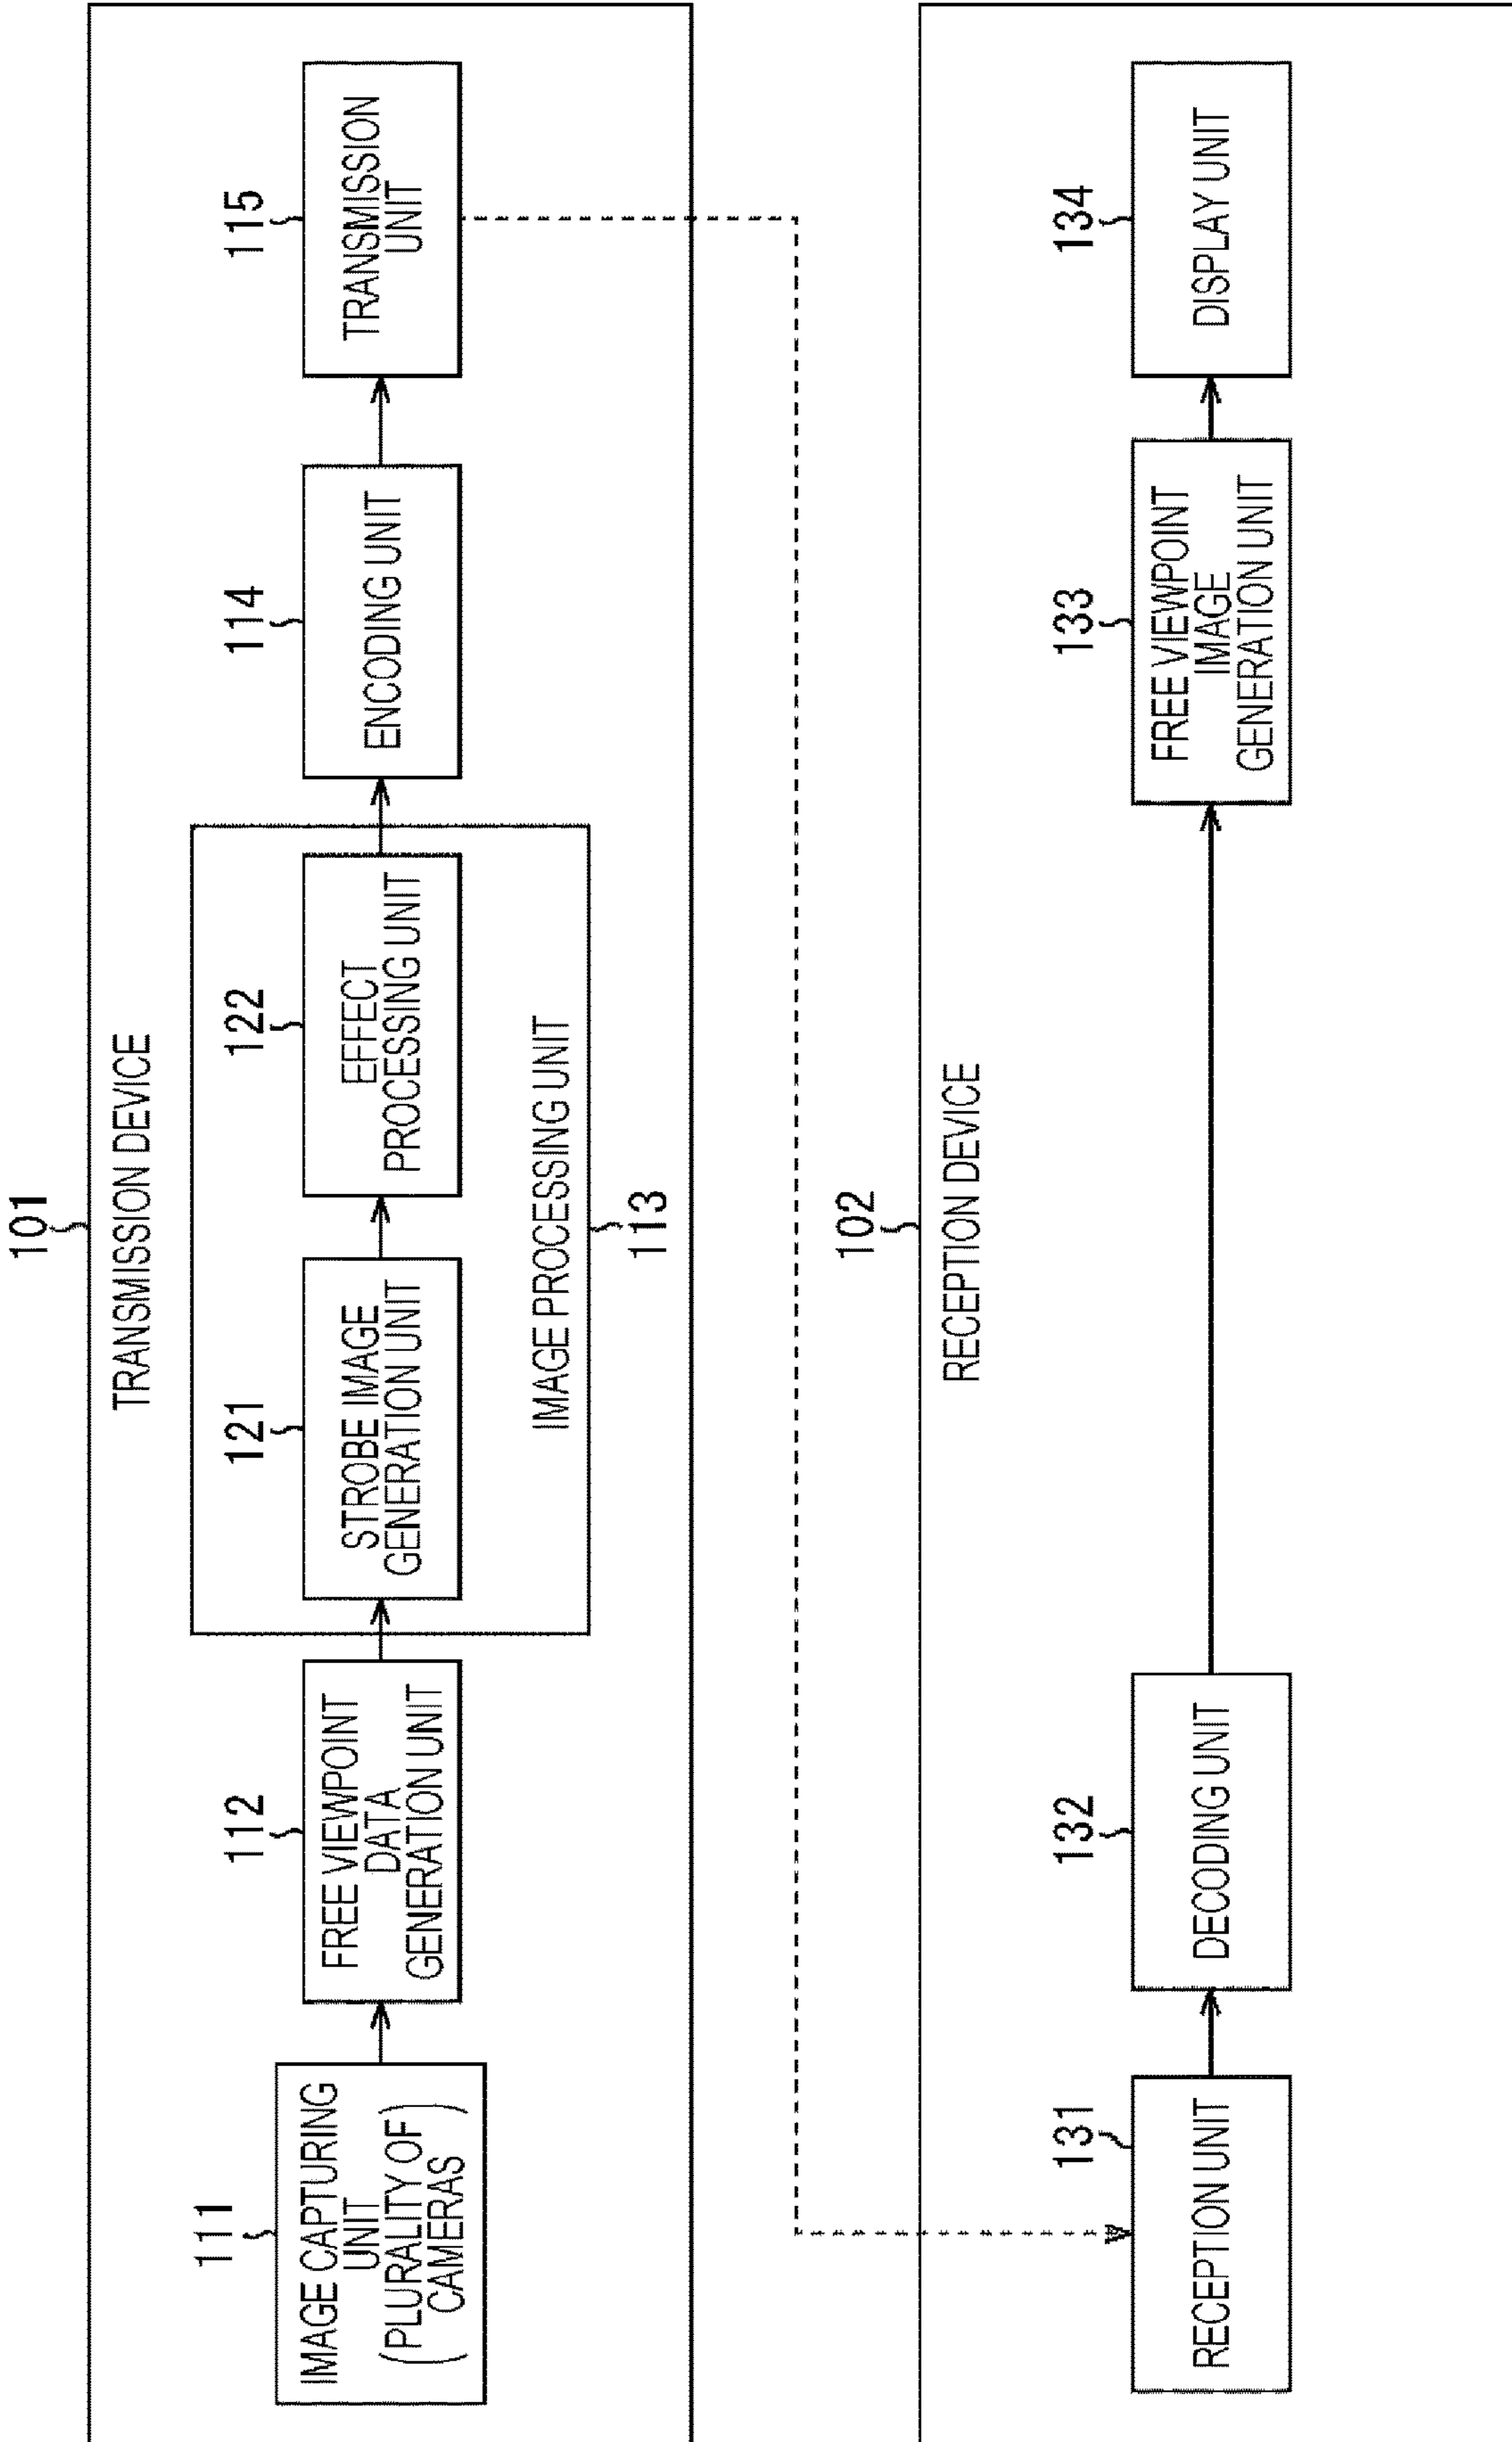 101
TRANSMISSION DEVICE
111
IMAGE CAPTURING
UNIT
(PLURALITY OF
CAMERAS)
112
FREE VIEWPOINT
DATA
GENERATION UNIT
121
STROBE IMAGE
GENERATION UNIT
122
EFFECT
PROCESSING UNIT
IMAGE PROCESSING UNIT
113
114
ENCODING UNIT
115
TRANSMISSION
UNIT
102
RECEPTION DEVICE
131
RECEPTION UNIT
132
DECODING UNIT
133
FREE VIEWPOINT
IMAGE
GENERATION UNIT
134
DISPLAY UNIT